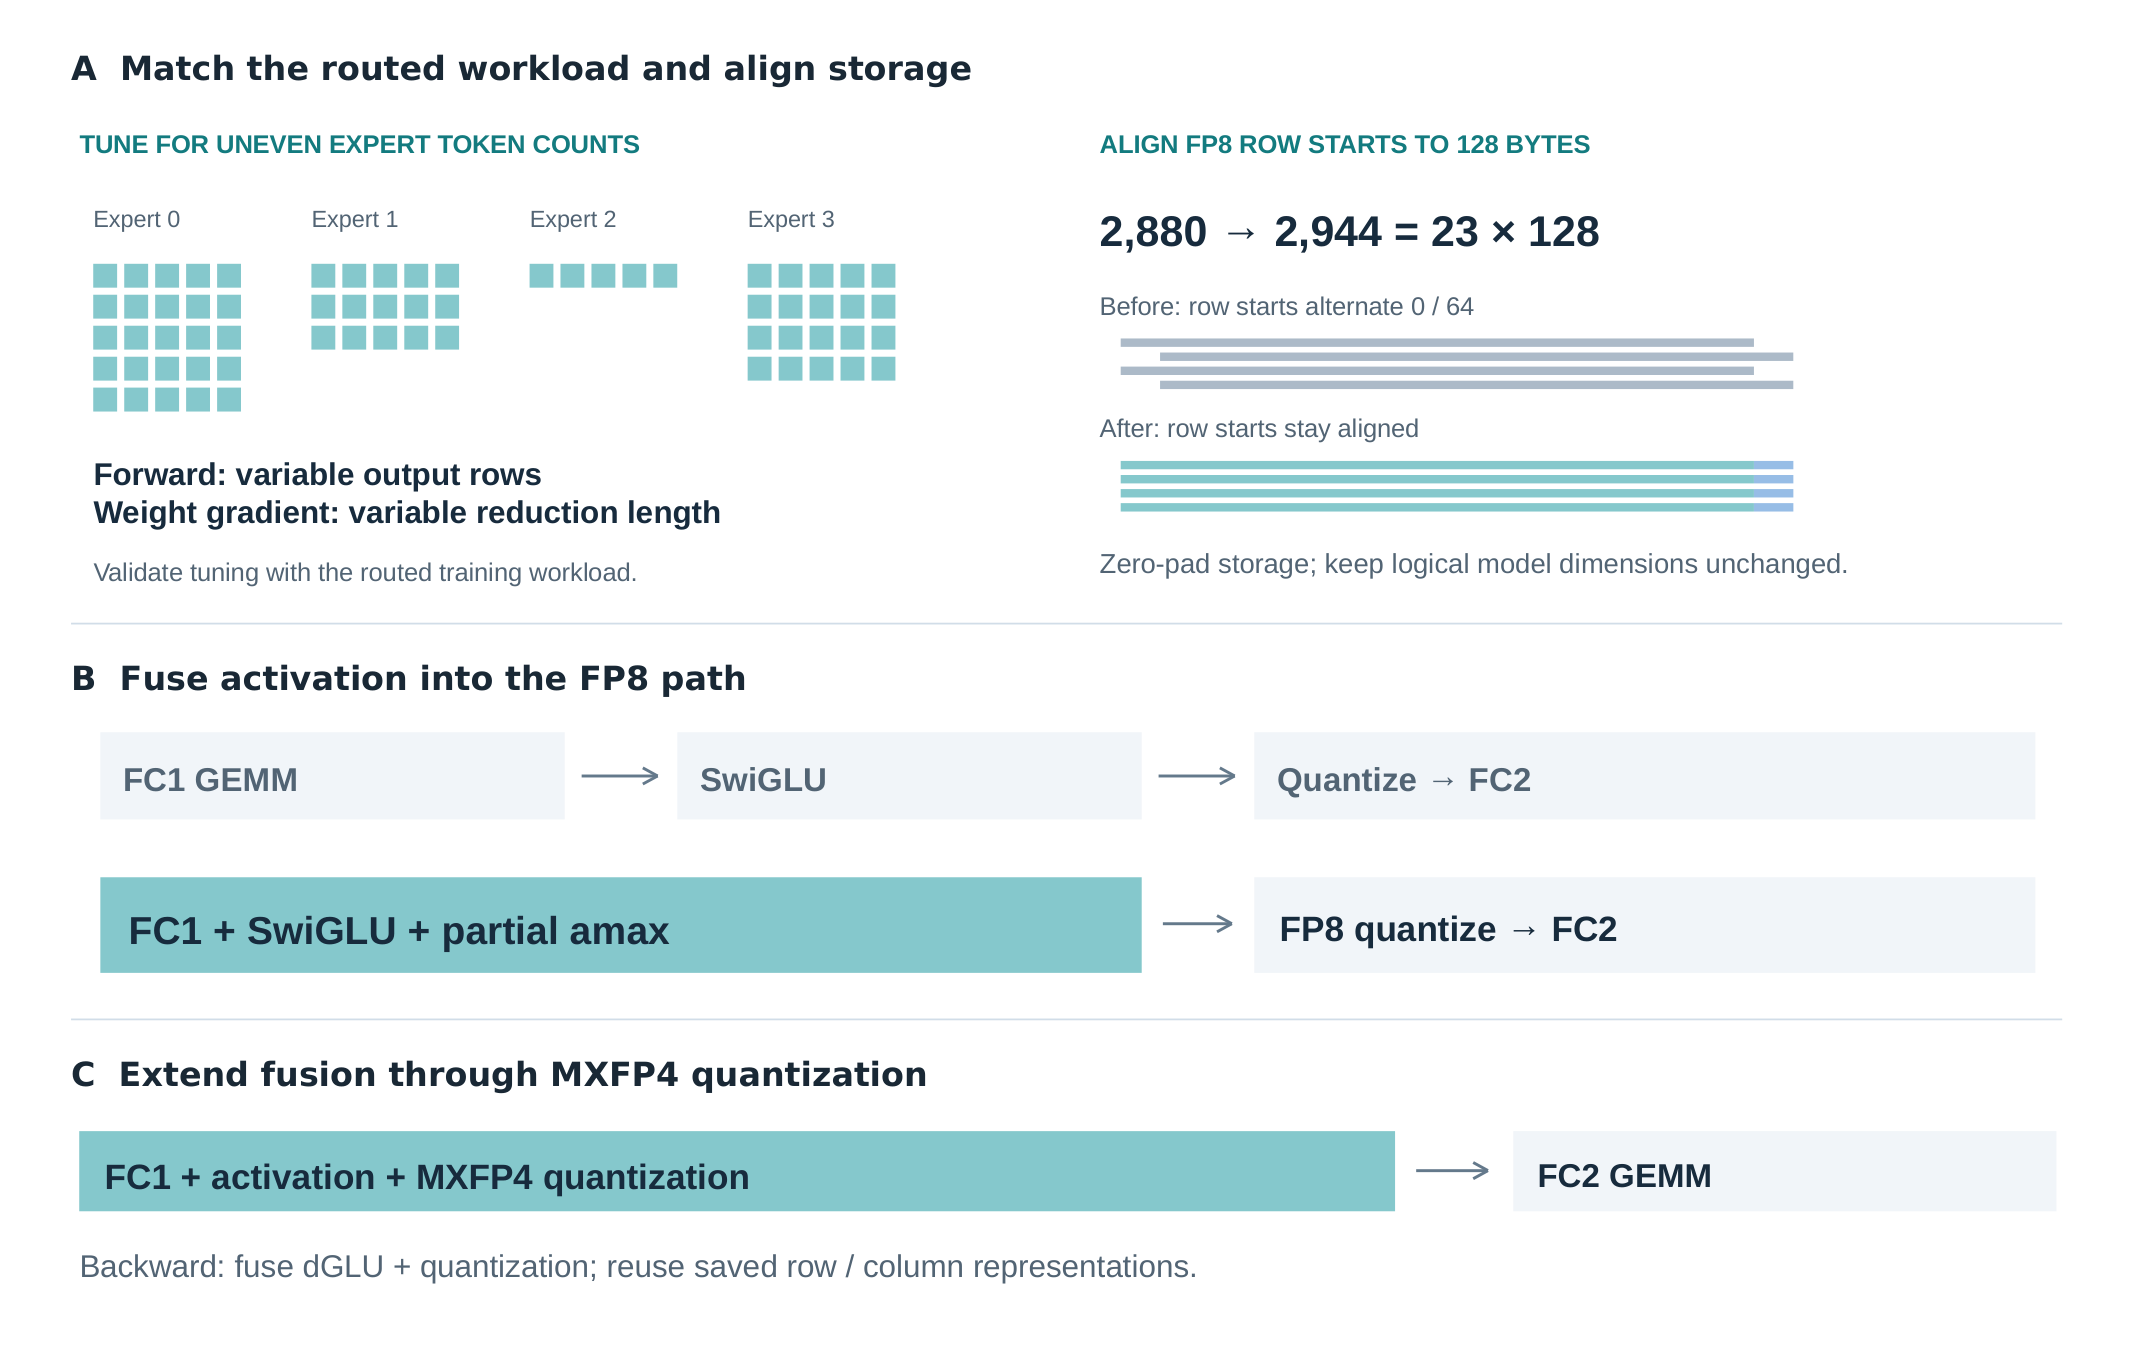 A Match the routed workload and align storage
TUNE FOR UNEVEN EXPERT TOKEN COUNTS
Expert 0
Expert 1
Expert 2
Expert 3
Forward: variable output rows
Weight gradient: variable reduction length
Validate tuning with the routed training workload.
ALIGN FP8 ROW STARTS TO 128 BYTES
2,880 → 2,944 = 23 × 128
Before: row starts alternate 0 / 64
After: row starts stay aligned
Zero-pad storage; keep logical model dimensions unchanged.
B Fuse activation into the FP8 path
FC1 GEMM
SwiGLU
Quantize → FC2
FC1 + SwiGLU + partial amax
FP8 quantize → FC2
C Extend fusion through MXFP4 quantization
FC1 + activation + MXFP4 quantization
FC2 GEMM
Backward: fuse dGLU + quantization; reuse saved row / column representations.